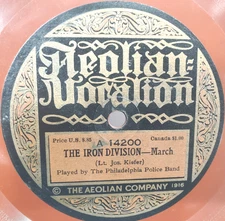 Aeolian-
Vocalion
Price U.S. $.85 Canada $1.00
A 14200
THE IRON DIVISION—March
(Lt. Jos. Kiefer)
Played by The Philadelphia Police Band
© THE AEOLIAN COMPANY 1916